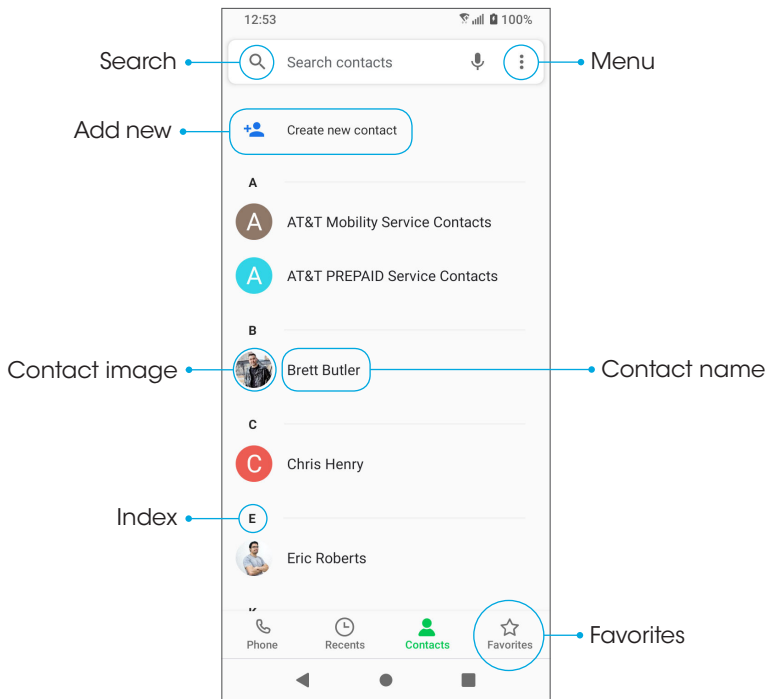 12:53
100%
Search
Search contacts
Menu
Add new
Create new contact
A
A
AT&T Mobility Service Contacts
A
AT&T PREPAID Service Contacts
B
Contact image
Brett Butler
Contact name
C
C
Chris Henry
Index
E
Eric Roberts
K
Phone
Recents
Contacts
Favorites
Favorites